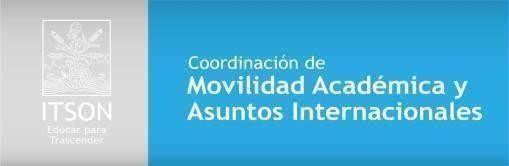 ITSON
Educar para
Trascender
Coordinación de
Movilidad Académica y
Asuntos Internacionales